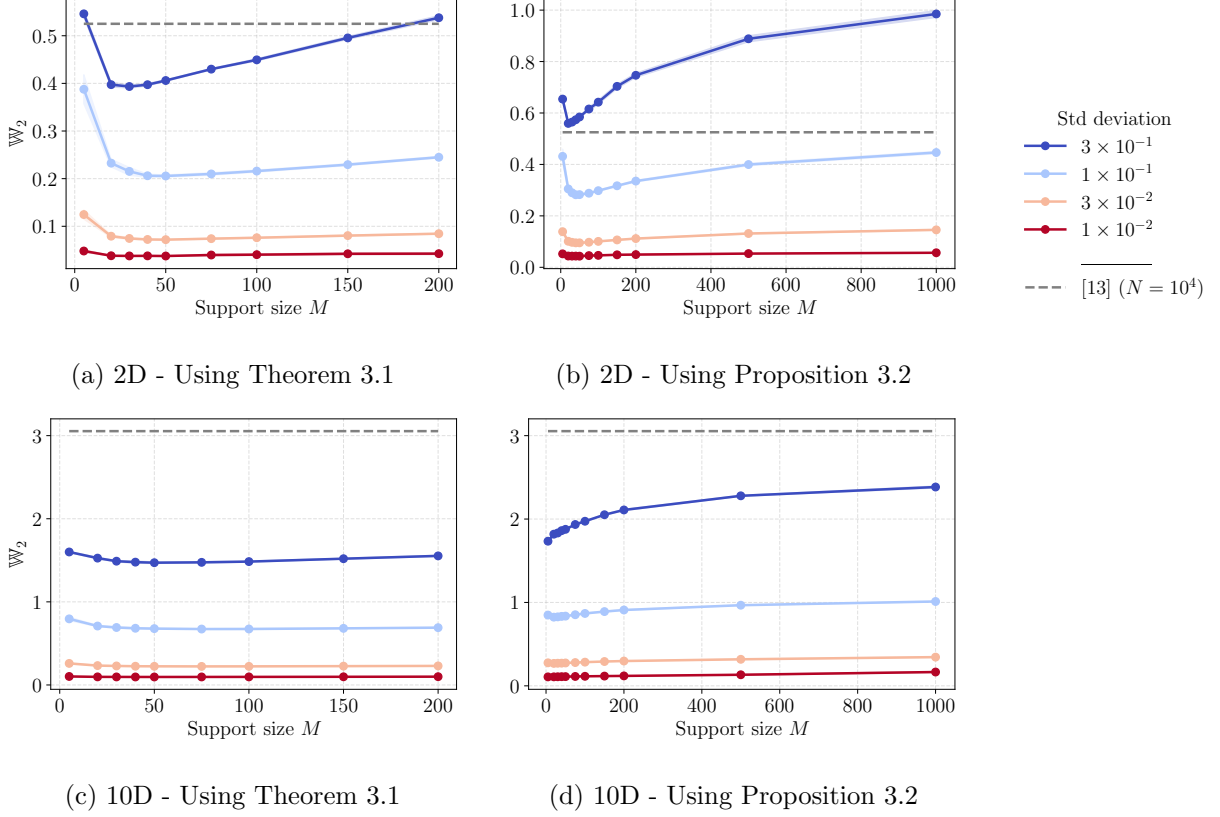 0.5
0.4
0.3
0.2
0.1
𝕎₂
0
50
100
150
200
Support size M
1.0
0.8
0.6
0.4
0.2
0.0
0
200
400
600
800
1000
Support size M
Std deviation
3 × 10⁻¹
1 × 10⁻¹
3 × 10⁻²
1 × 10⁻²
[13] (N = 10⁴)
(a) 2D - Using Theorem 3.1
(b) 2D - Using Proposition 3.2
3
2
1
0
𝕎₂
0
50
100
150
200
Support size M
3
2
1
0
0
200
400
600
800
1000
Support size M
(c) 10D - Using Theorem 3.1
(d) 10D - Using Proposition 3.2